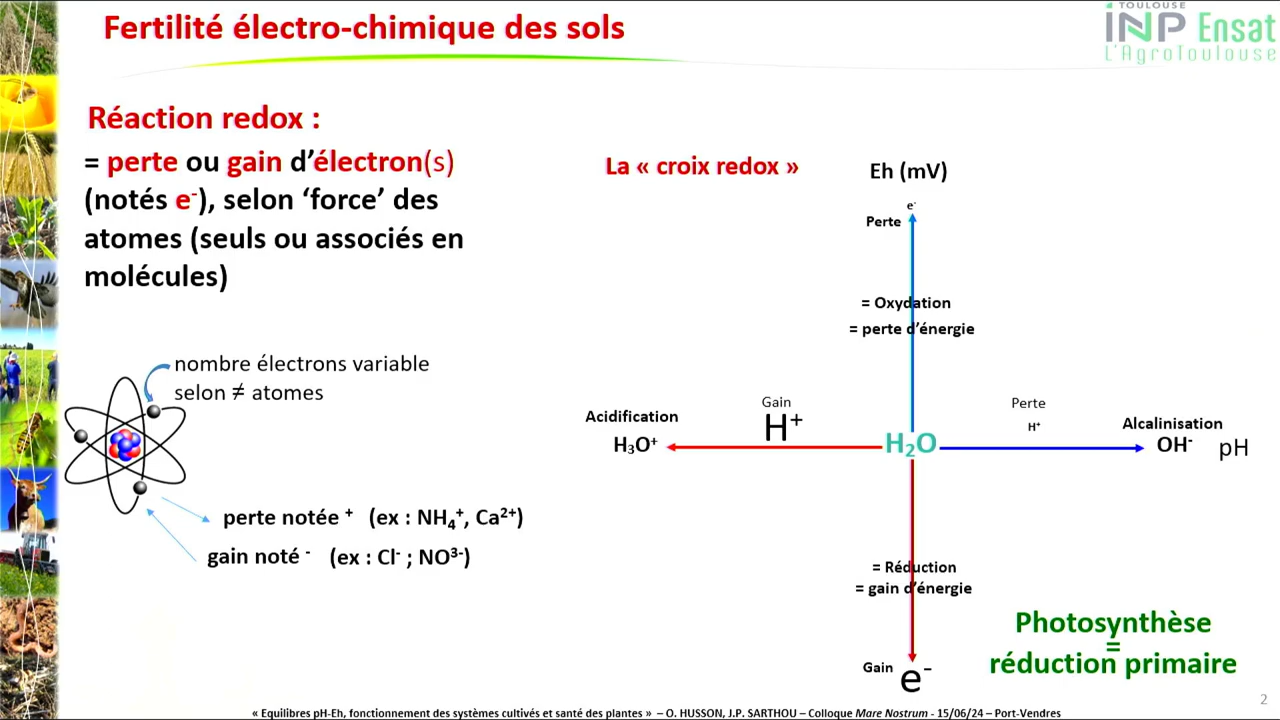 Fertilité électro-chimique des sols
TOULOUSE
iNP Ensat
L'AgroToulouse
Réaction redox :
= perte ou gain d'électron(s)
(notés e-), selon 'force' des
atomes (seuls ou associés en
molécules)
nombre électrons variable
selon ≠ atomes
perte notée + (ex : NH₄⁺, Ca²⁺)
gain noté - (ex : Cl⁻ ; NO³⁻)
La « croix redox »
Eh (mV)
e⁻
Perte
= Oxydation
= perte d'énergie
Acidification
H₃O⁺
Gain
H⁺
H₂O
Perte
H⁺
Alcalinisation
OH⁻
pH
= Réduction
= gain d'énergie
Gain
e⁻
Photosynthèse
=
réduction primaire
2
« Equilibres pH-Eh, fonctionnement des systèmes cultivés et santé des plantes » – O. HUSSON, J.P. SARTHOU – Colloque Mare Nostrum - 15/06/24 – Port-Vendres